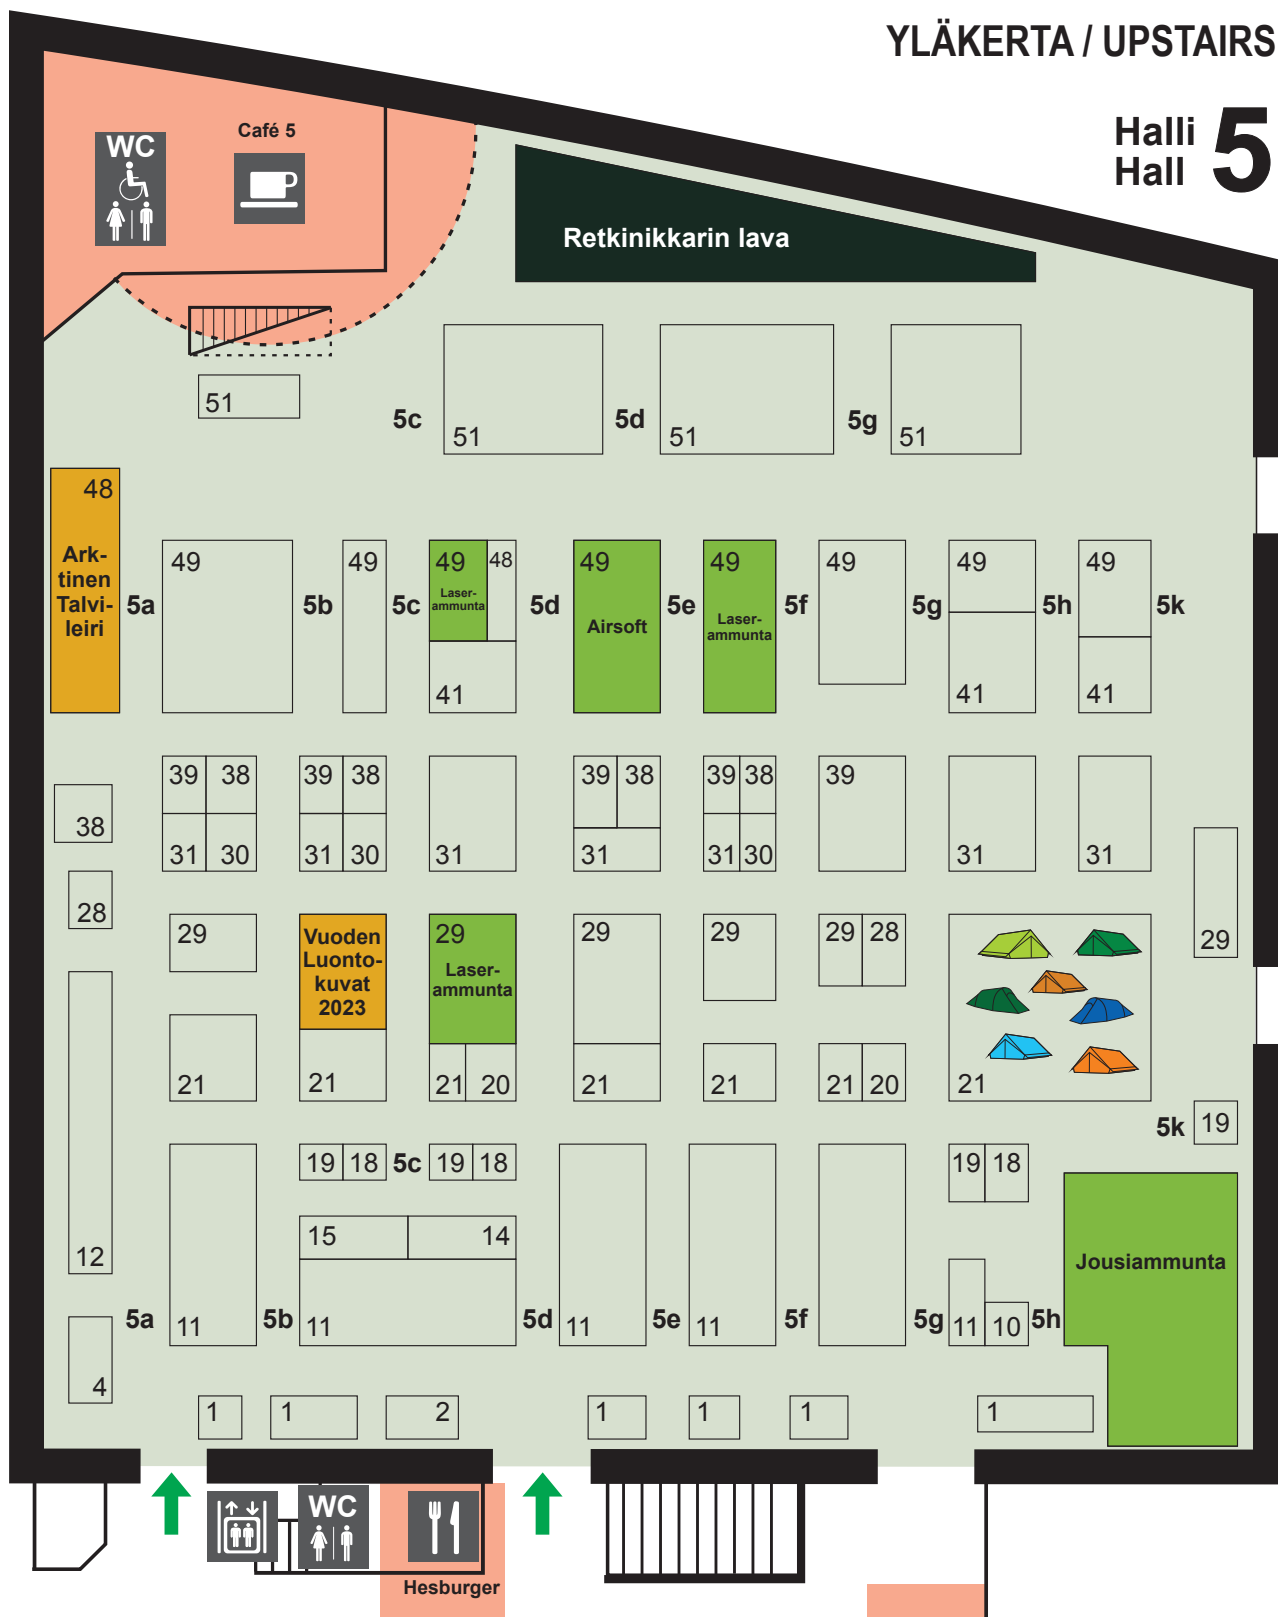 YLÄKERTA / UPSTAIRS
Halli
Hall
5
WC
Café 5
Retkinikkarin lava
51
5c
51
5d
51
5g
51
48
Ark-
tinen
Talvi-
leiri
5a
49
5b
49
5c
49
Laser-
ammunta
48
41
5d
49
Airsoft
5e
49
Laser-
ammunta
5f
49
5g
49
41
5h
49
41
5k
38
39 38
31 30
39 38
31 30
31
39 38
31
39 38
31 30
39
31
31
29
28
29
Vuoden
Luonto-
kuvat
2023
21
29
Laser-
ammunta
21 20
29
21
29
21
29 28
21 20
21
21
5k
19
12
19 18
5c
19 18
19 18
15
14
Jousiammunta
4
5a
11
5b
11
5d
11
5e
11
5f
5g
11
10
5h
1
1
2
1
1
1
1
WC
Hesburger